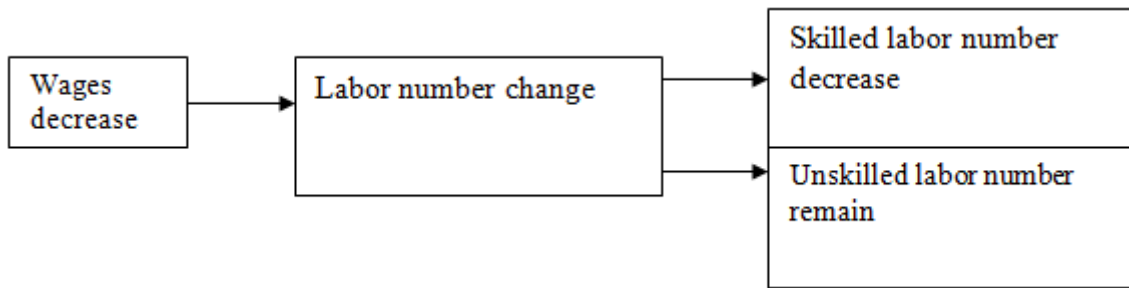 Wages
decrease
Labor number change
Skilled labor number
decrease
Unskilled labor number
remain